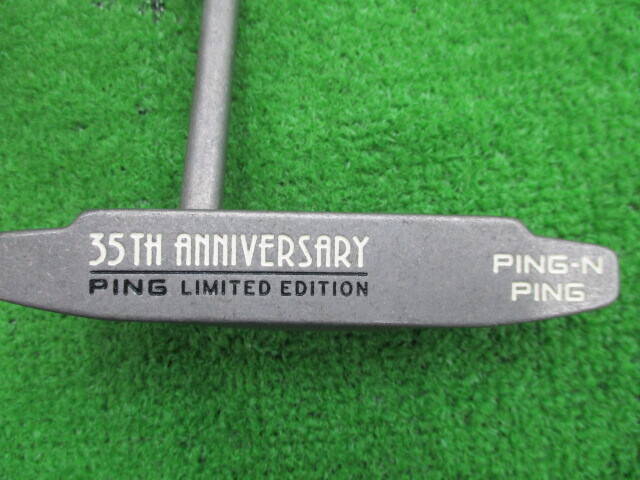 35TH ANNIVERSARY
PING LIMITED EDITION
PING-N
PING